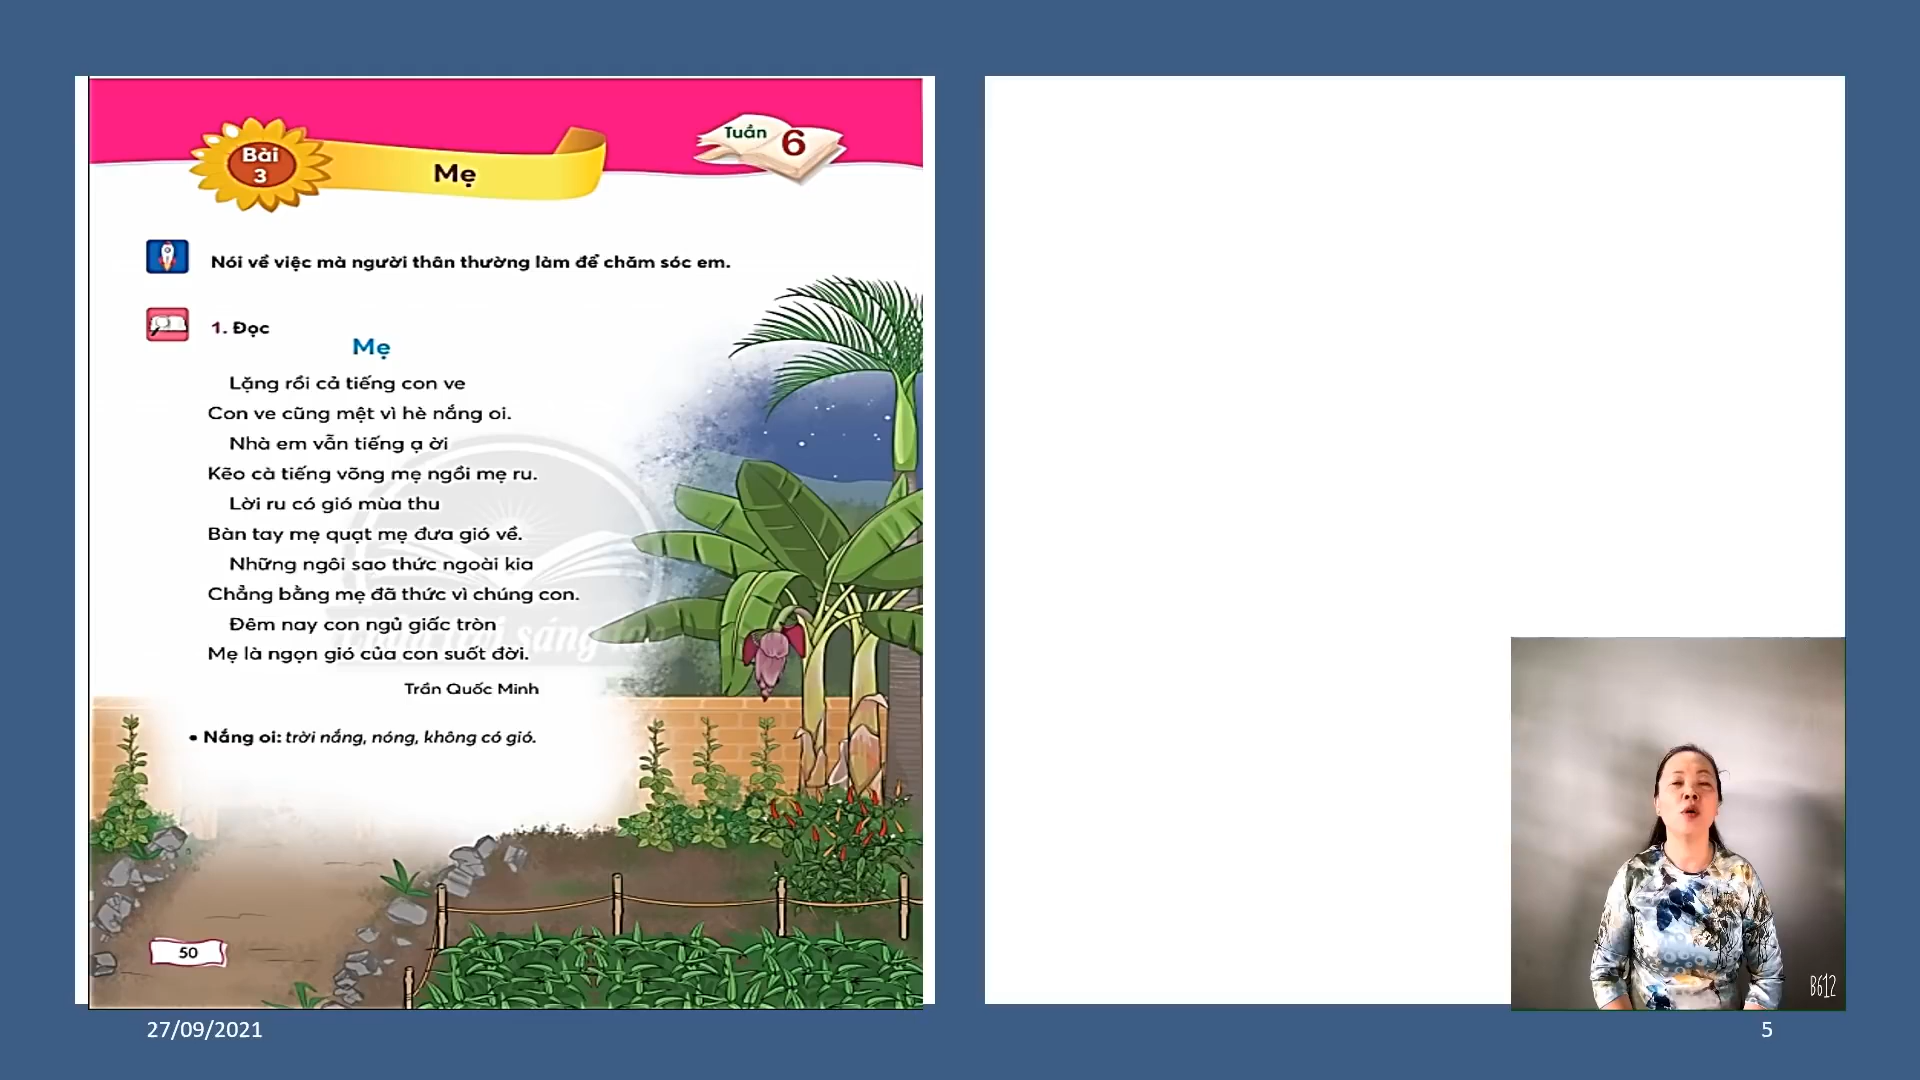 Bài
3
Mẹ
Tuần
6
Nói về việc mà người thân thường làm để chăm sóc em.
1. Đọc
Mẹ
Lặng rồi cả tiếng con ve
Con ve cũng mệt vì hè nắng oi.
Nhà em vẫn tiếng ạ ời
Kẽo cà tiếng võng mẹ ngồi mẹ ru.
Lời ru có gió mùa thu
Bàn tay mẹ quạt mẹ đưa gió về.
Những ngôi sao thức ngoài kia
Chẳng bằng mẹ đã thức vì chúng con.
Đêm nay con ngủ giấc tròn
Mẹ là ngọn gió của con suốt đời.
Trần Quốc Minh
• Nắng oi: trời nắng, nóng, không có gió.
50
B612
27/09/2021
5